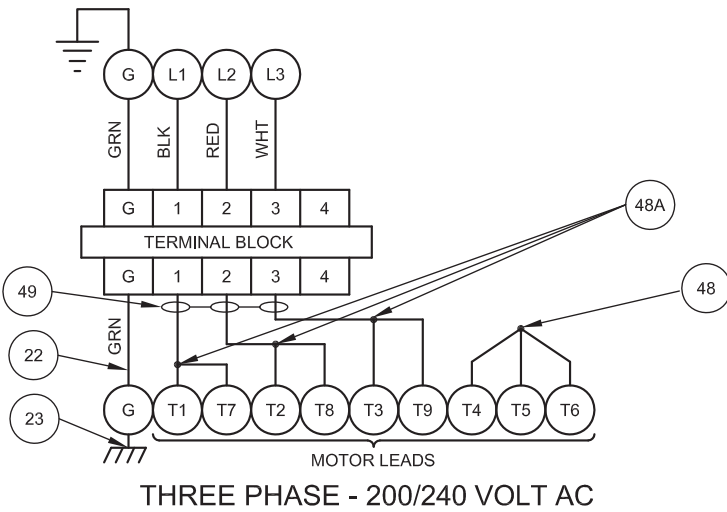 G L1 L2 L3
GRN BLK RED WHT
G 1 2 3 4
TERMINAL BLOCK
G 1 2 3 4
48A
49
48
GRN
22
23
G T1 T7 T2 T8 T3 T9 T4 T5 T6
MOTOR LEADS
THREE PHASE - 200/240 VOLT AC